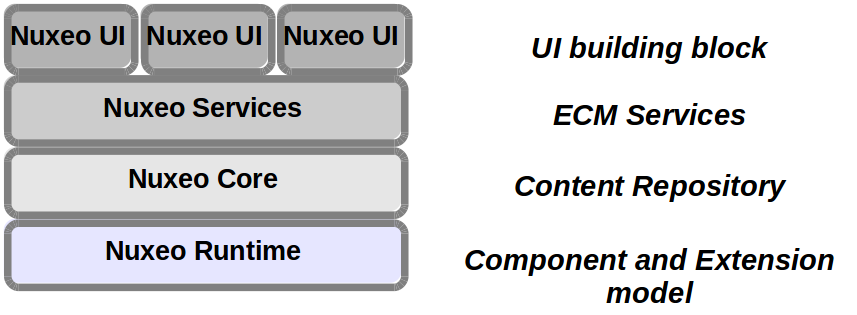 Nuxeo UI Nuxeo UI Nuxeo UI
UI building block
Nuxeo Services
ECM Services
Nuxeo Core
Content Repository
Nuxeo Runtime
Component and Extension
model